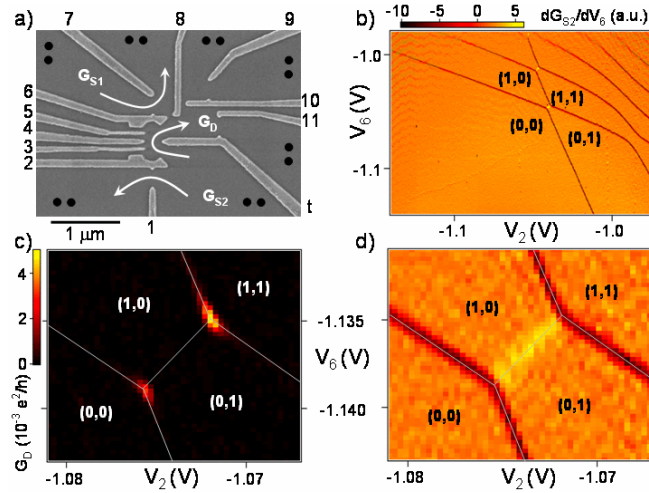 a)
7
8
9
6
5
4
3
2
10
11
t
1
G_S1
G_D
G_S2
1 μm
b)
-10 -5 0 5
dG_S2/dV_6 (a.u.)
-1.0
V_6 (V)
-1.1
(1,0)
(1,1)
(0,0)
(0,1)
-1.1
V_2 (V)
-1.0
c)
4
2
0
G_D (10^-3 e^2/h)
(1,0)
(1,1)
(0,0)
(0,1)
-1.135
V_6 (V)
-1.140
-1.08
V_2 (V)
-1.07
d)
(1,0)
(1,1)
(0,0)
(0,1)
-1.08
V_2 (V)
-1.07